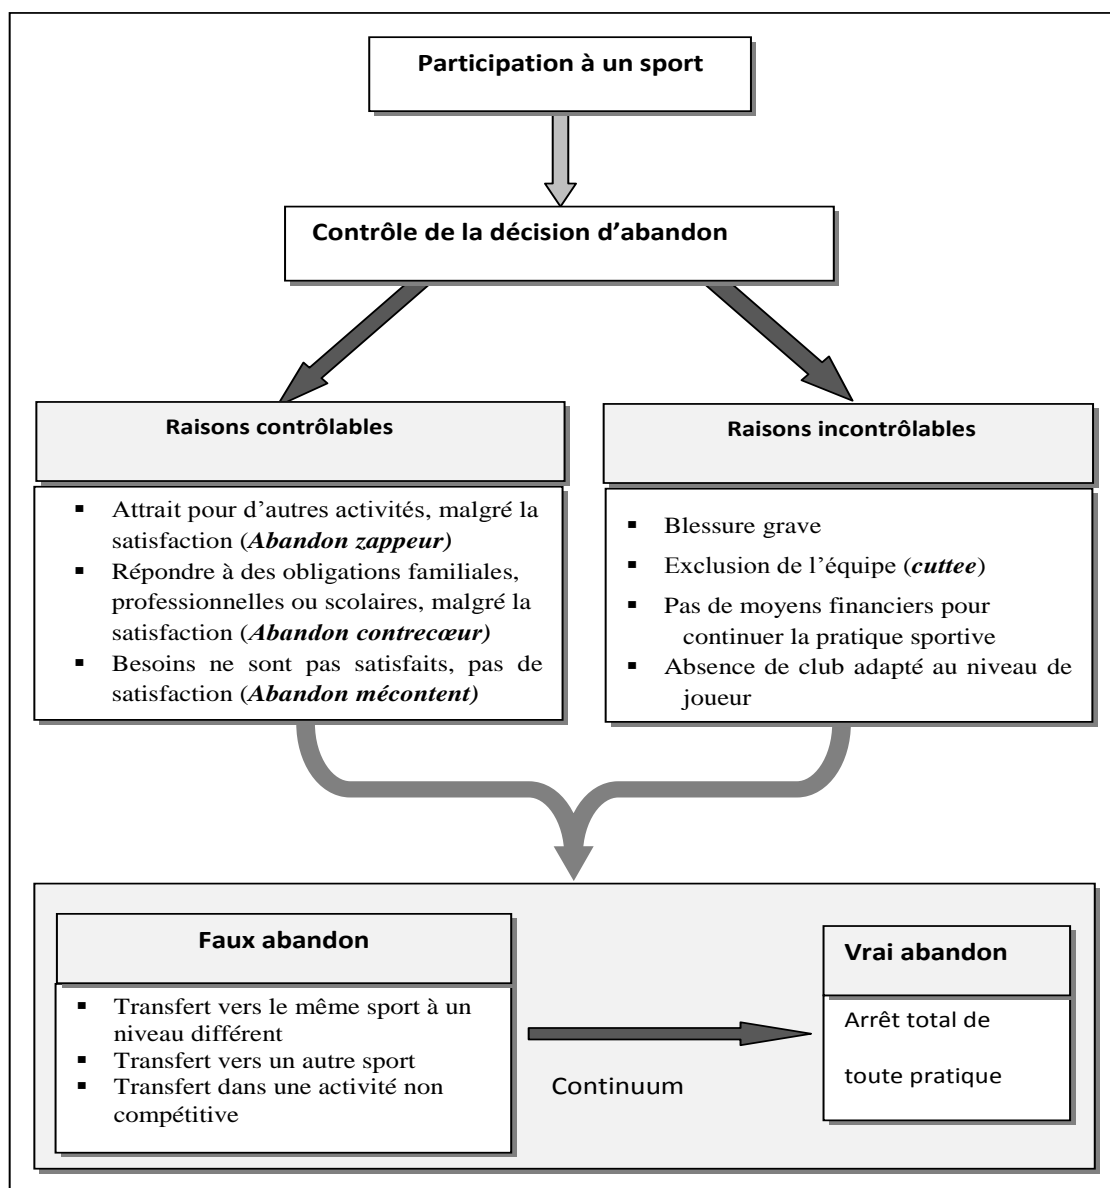 Participation à un sport
Contrôle de la décision d’abandon
Raisons contrôlables
▪ Attrait pour d’autres activités, malgré la
satisfaction (Abandon zappeur)
▪ Répondre à des obligations familiales,
professionnelles ou scolaires, malgré la
satisfaction (Abandon contrecœur)
▪ Besoins ne sont pas satisfaits, pas de
satisfaction (Abandon mécontent)
Raisons incontrôlables
▪ Blessure grave
▪ Exclusion de l’équipe (cuttee)
▪ Pas de moyens financiers pour
continuer la pratique sportive
▪ Absence de club adapté au niveau de
joueur
Faux abandon
▪ Transfert vers le même sport à un
niveau différent
▪ Transfert vers un autre sport
▪ Transfert dans une activité non
compétitive
Continuum
Vrai abandon
Arrêt total de
toute pratique